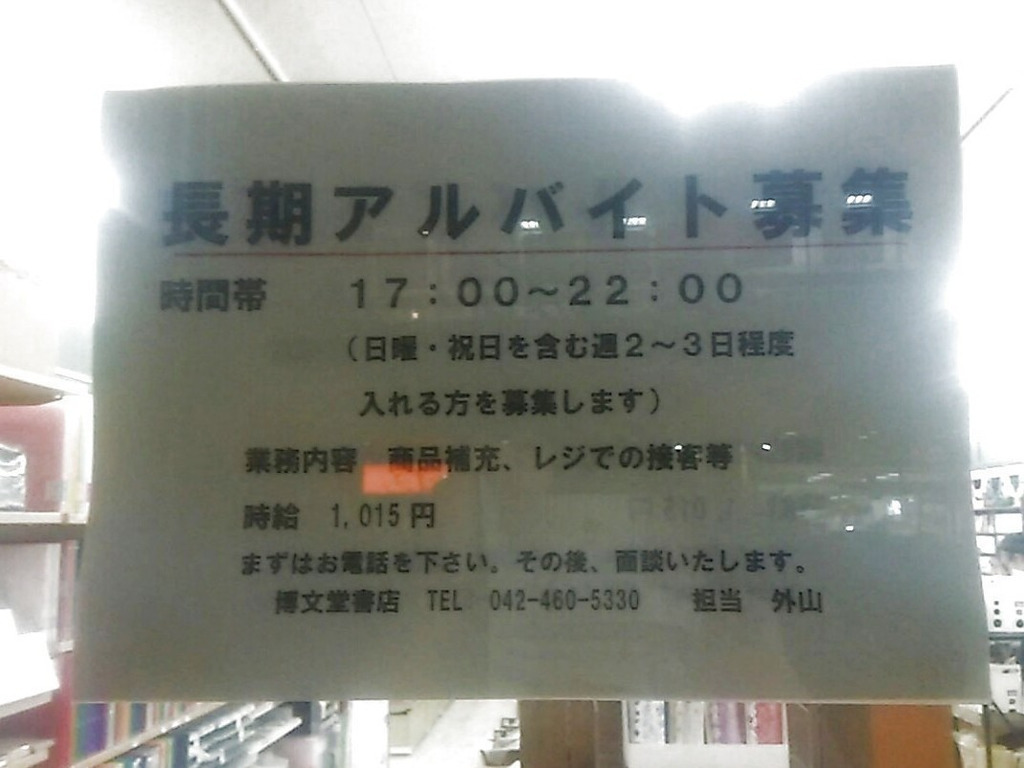 長期アルバイト募集
時間帯　17：00～22：00
（日曜・祝日を含む週2～3日程度
入れる方を募集します）
業務内容　商品補充、レジでの接客等
時給　1,015円
まずはお電話を下さい。その後、面談いたします。
博文堂書店　TEL　042-460-5330　担当　外山